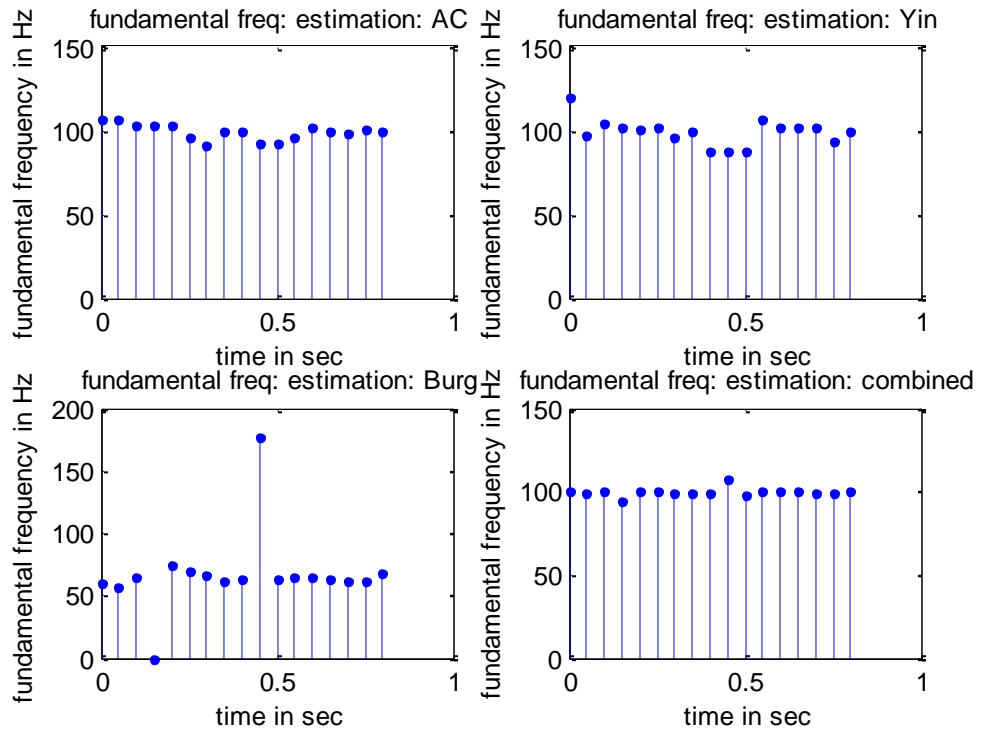 fundamental freq: estimation: AC
fundamental frequency in Hz
150
100
50
0
0
0.5
1
time in sec
fundamental freq: estimation: Yin
fundamental frequency in Hz
150
100
50
0
0
0.5
1
time in sec
fundamental freq: estimation: Burg
fundamental frequency in Hz
200
150
100
50
0
0
0.5
1
time in sec
fundamental freq: estimation: combined
fundamental frequency in Hz
150
100
50
0
0
0.5
1
time in sec